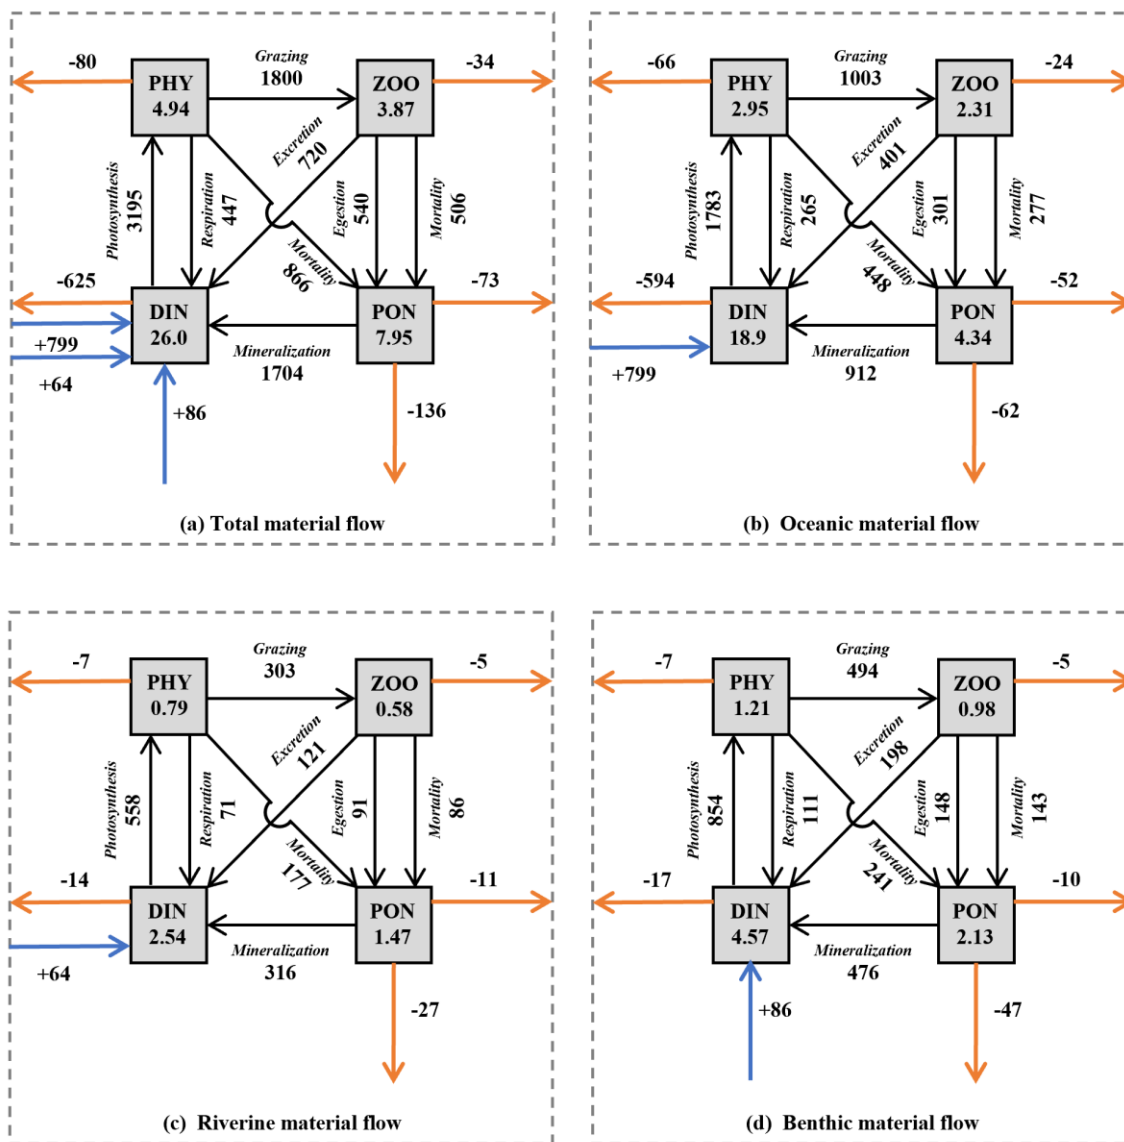 -80
PHY
4.94
Grazing
1800
ZOO
3.87
-34
Photosynthesis
3195
Respiration
447
Excretion
720
Egestion
540
Mortality
506
Mortality
866
-625
+799
+64
DIN
26.0
Mineralization
1704
PON
7.95
-73
+86
-136
(a) Total material flow
-66
PHY
2.95
Grazing
1003
ZOO
2.31
-24
Photosynthesis
1783
Respiration
265
Excretion
401
Egestion
301
Mortality
277
Mortality
448
-594
+799
DIN
18.9
Mineralization
912
PON
4.34
-52
-62
(b) Oceanic material flow
-7
PHY
0.79
Grazing
303
ZOO
0.58
-5
Photosynthesis
558
Respiration
71
Excretion
121
Egestion
91
Mortality
86
Mortality
177
-14
+64
DIN
2.54
Mineralization
316
PON
1.47
-11
-27
(c) Riverine material flow
-7
PHY
1.21
Grazing
494
ZOO
0.98
-5
Photosynthesis
854
Respiration
111
Excretion
198
Egestion
148
Mortality
143
Mortality
241
-17
DIN
4.57
Mineralization
476
PON
2.13
-10
+86
-47
(d) Benthic material flow